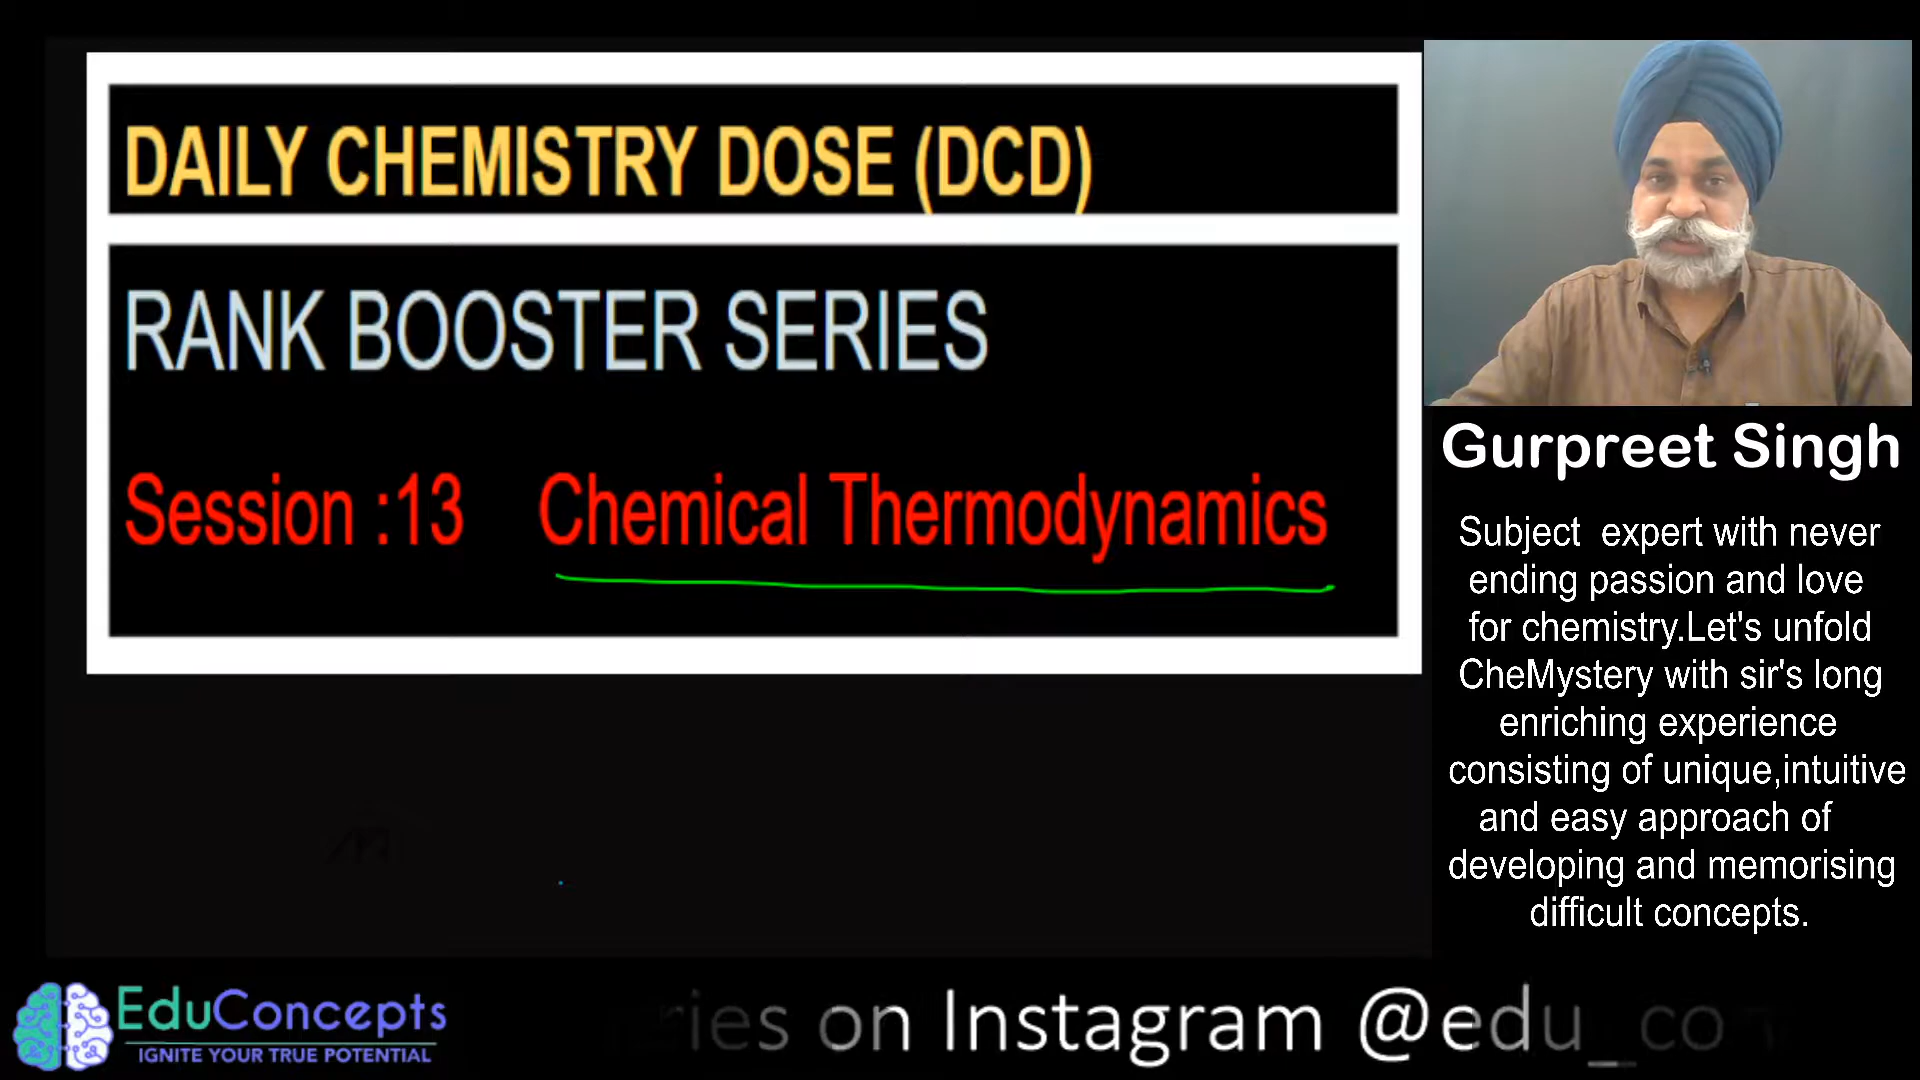 DAILY CHEMISTRY DOSE (DCD)
RANK BOOSTER SERIES
Session :13 Chemical Thermodynamics
Gurpreet Singh
Subject expert with never
ending passion and love
for chemistry.Let's unfold
CheMystery with sir's long
enriching experience
consisting of unique,intuitive
and easy approach of
developing and memorising
difficult concepts.
EduConcepts
IGNITE YOUR TRUE POTENTIAL
on Instagram